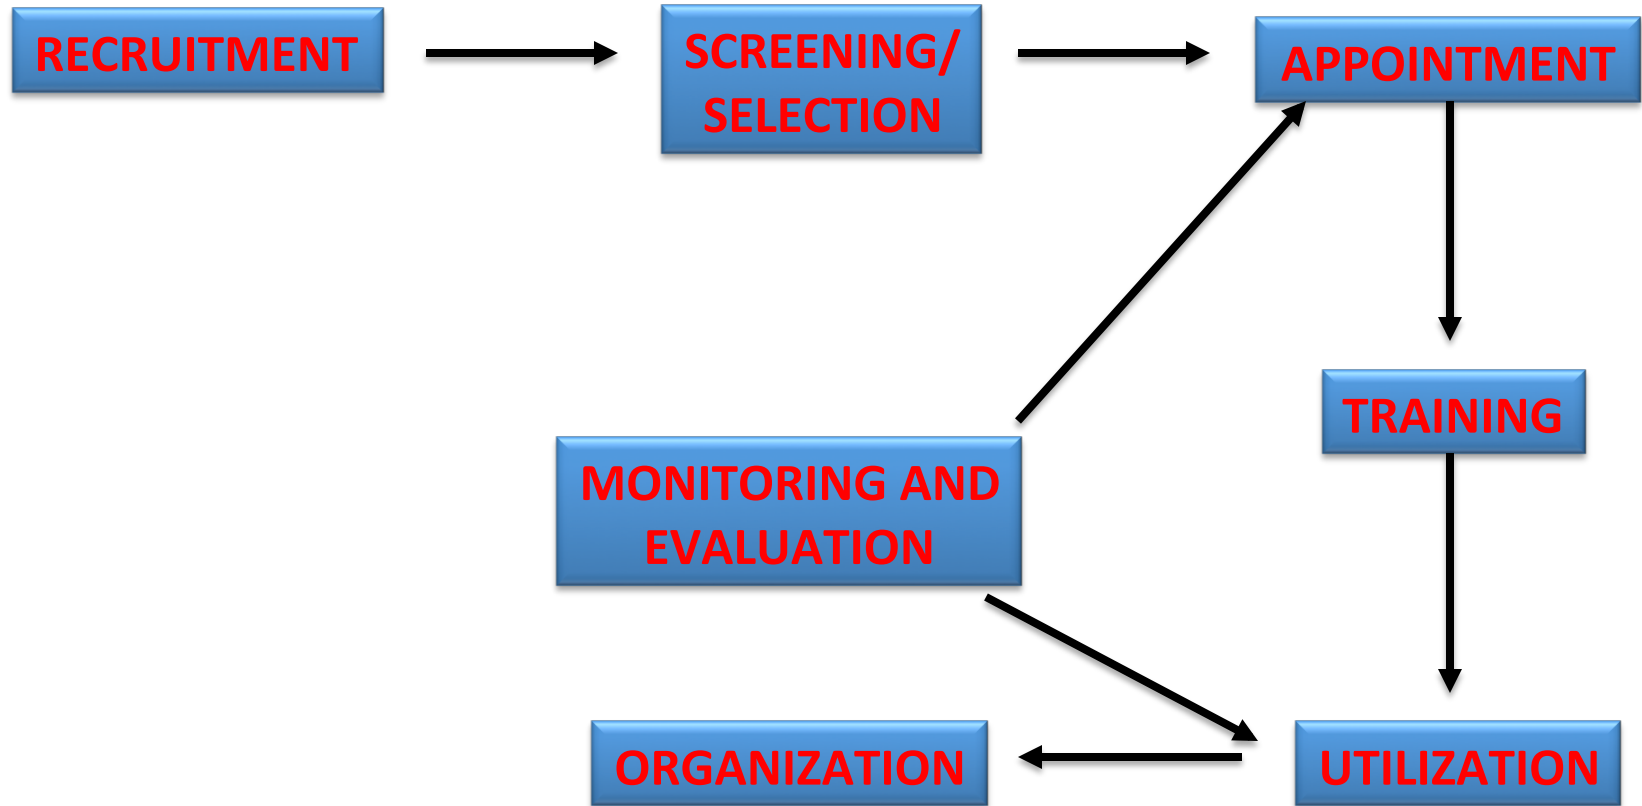 RECRUITMENT
SCREENING/
SELECTION
APPOINTMENT
TRAINING
MONITORING AND
EVALUATION
ORGANIZATION
UTILIZATION